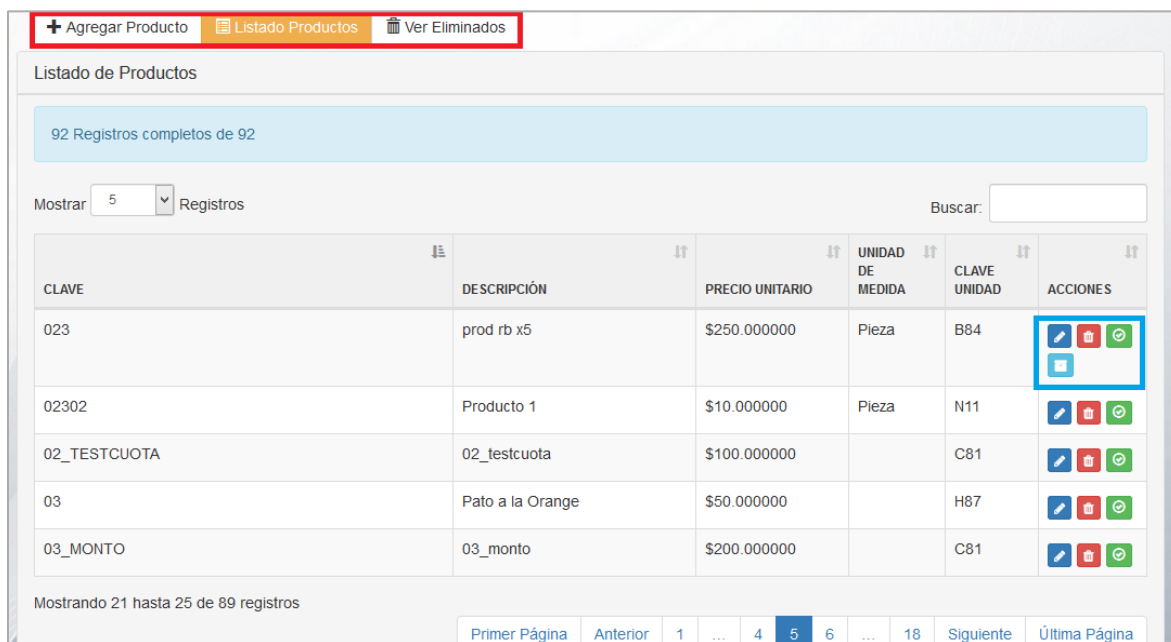 Agregar Producto Listado Productos Ver Eliminados
Listado de Productos
92 Registros completos de 92
Mostrar 5 Registros Buscar:
CLAVE DESCRIPCIÓN PRECIO UNITARIO UNIDAD DE MEDIDA CLAVE UNIDAD ACCIONES
023 prod rb x5 $250.000000 Pieza B84
02302 Producto 1 $10.000000 Pieza N11
02_TESTCUOTA 02_testcuota $100.000000 C81
03 Pato a la Orange $50.000000 H87
03_MONTO 03_monto $200.000000 C81
Mostrando 21 hasta 25 de 89 registros
Primer Página Anterior 1 ... 4 5 6 ... 18 Siguiente Última Página